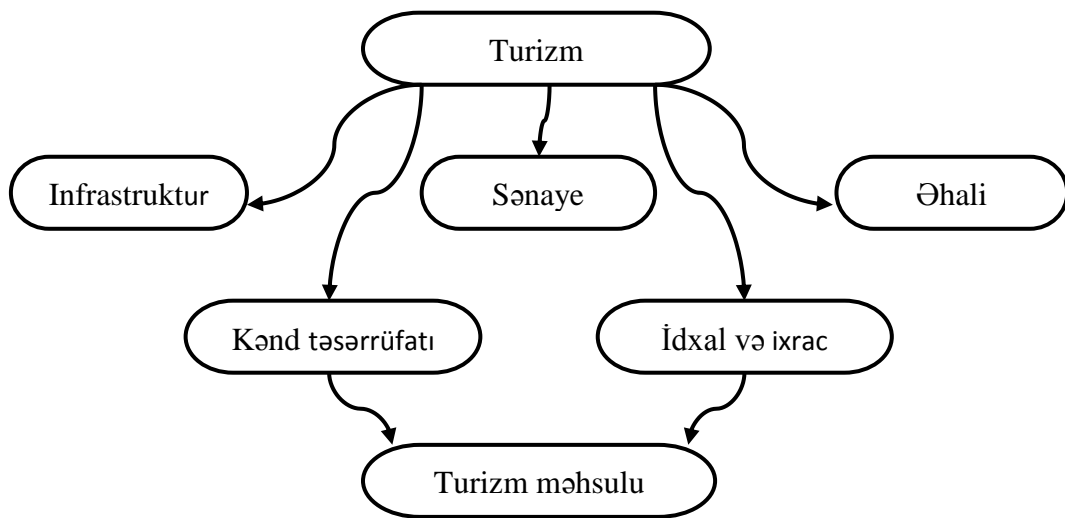 Turizm
Infrastruktur
Sənaye
Əhali
Kənd təsərrüfatı
İdxal və ixrac
Turizm məhsulu